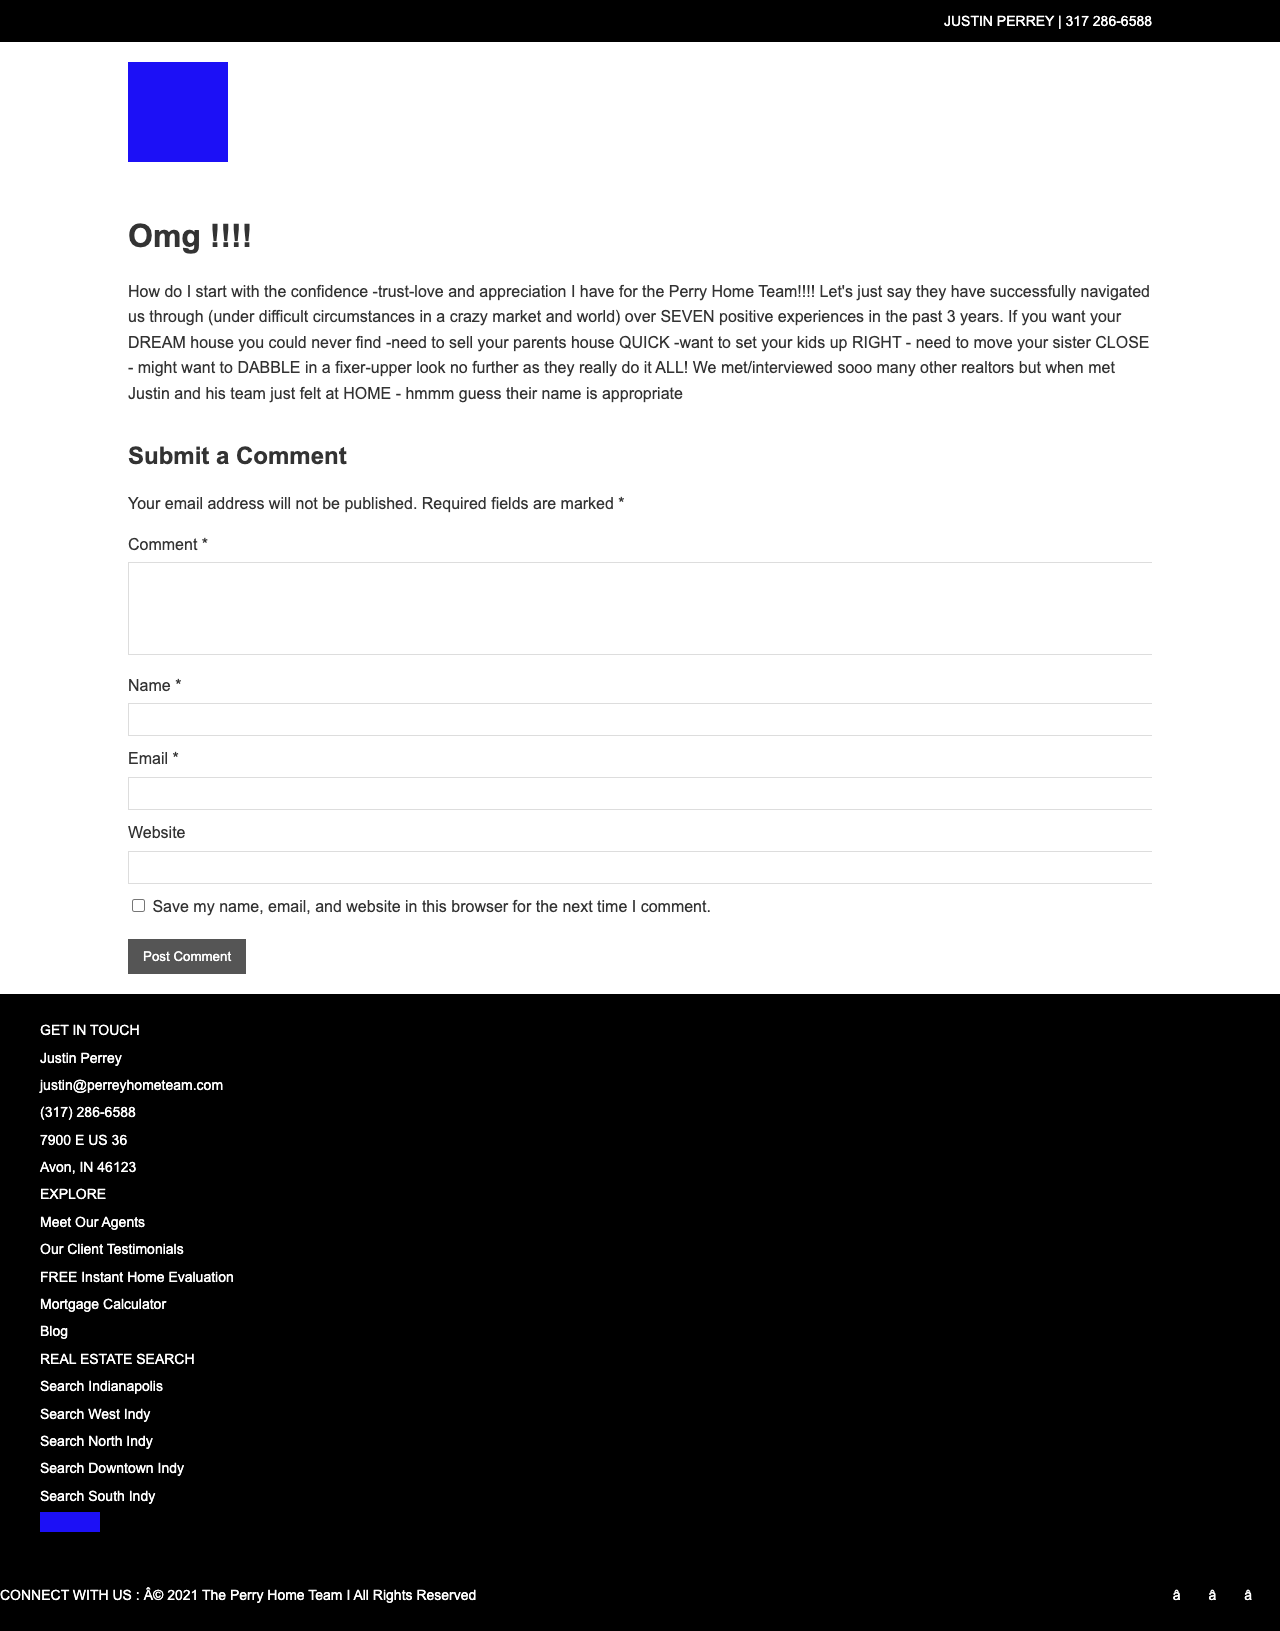 JUSTIN PERREY | 317 286-6588
Omg !!!!
How do I start with the confidence -trust-love and appreciation I have for the Perry Home Team!!!! Let's just say they have successfully navigated
us through (under difficult circumstances in a crazy market and world) over SEVEN positive experiences in the past 3 years. If you want your
DREAM house you could never find -need to sell your parents house QUICK -want to set your kids up RIGHT - need to move your sister CLOSE
- might want to DABBLE in a fixer-upper look no further as they really do it ALL! We met/interviewed sooo many other realtors but when met
Justin and his team just felt at HOME - hmmm guess their name is appropriate
Submit a Comment
Your email address will not be published. Required fields are marked *
Comment *
Name *
Email *
Website
Save my name, email, and website in this browser for the next time I comment.
Post Comment
GET IN TOUCH
Justin Perrey
justin@perreyhometeam.com
(317) 286-6588
7900 E US 36
Avon, IN 46123
EXPLORE
Meet Our Agents
Our Client Testimonials
FREE Instant Home Evaluation
Mortgage Calculator
Blog
REAL ESTATE SEARCH
Search Indianapolis
Search West Indy
Search North Indy
Search Downtown Indy
Search South Indy
CONNECT WITH US : Â© 2021 The Perry Home Team I All Rights Reserved â â â